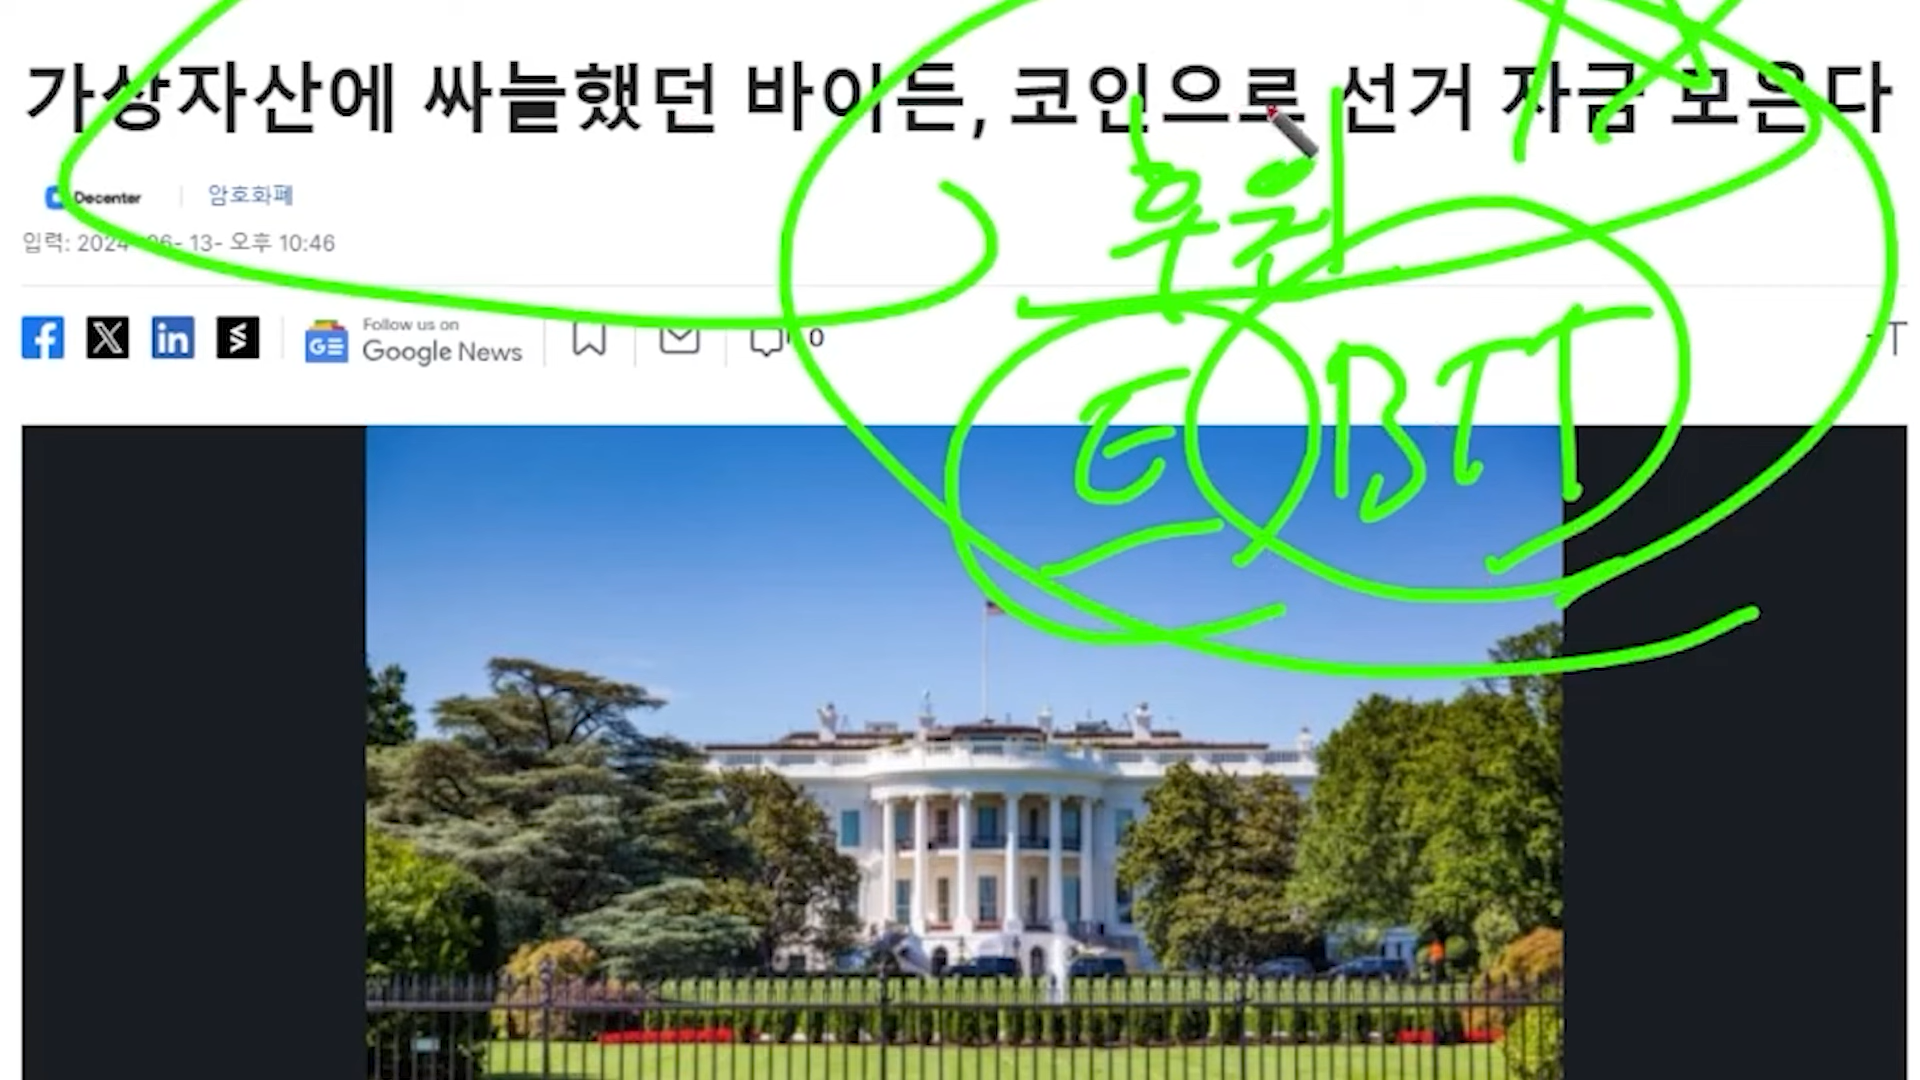 가상자산에 싸늘했던 바이든, 코인으로 선거 자금 모은다
Decenter 암호화폐
입력: 2024-06-13- 오후 10:46
후원
Follow us on
Google News
0
-T
E BTT